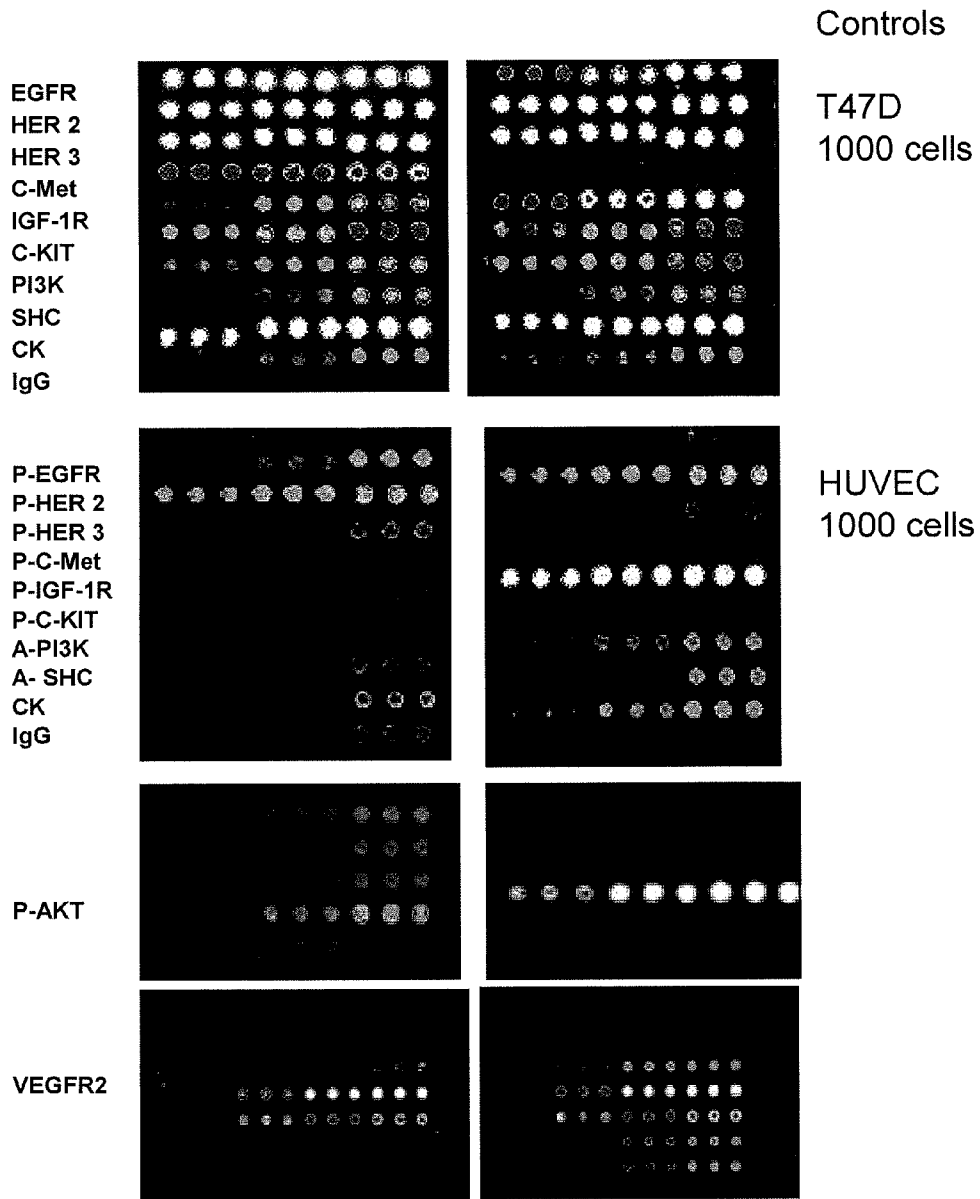 Controls
EGFR
HER 2
HER 3
C-Met
IGF-1R
C-KIT
PI3K
SHC
CK
IgG
T47D
1000 cells
P-EGFR
P-HER 2
P-HER 3
P-C-Met
P-IGF-1R
P-C-KIT
A-PI3K
A- SHC
CK
IgG
HUVEC
1000 cells
P-AKT
VEGFR2